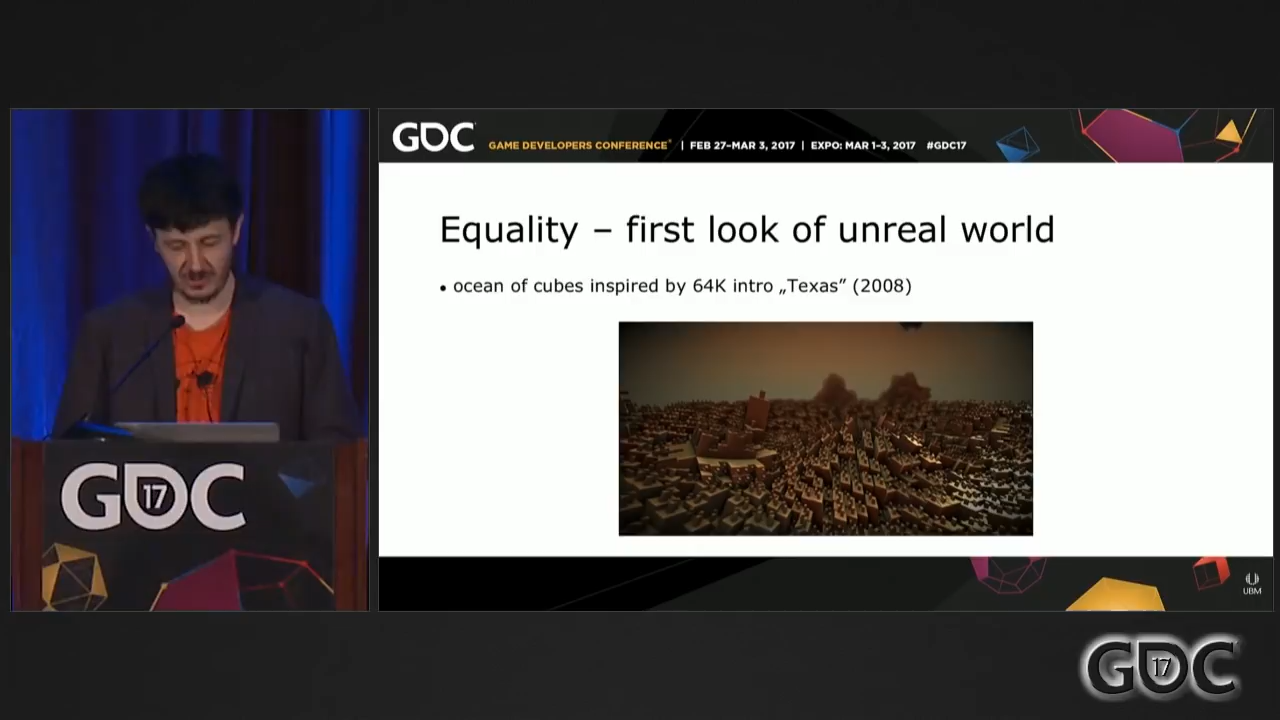 GDC
GAME DEVELOPERS CONFERENCE® | FEB 27–MAR 3, 2017 | EXPO: MAR 1–3, 2017 #GDC17
Equality – first look of unreal world
• ocean of cubes inspired by 64K intro „Texas” (2008)
GDC
17
UBM
GDC
17